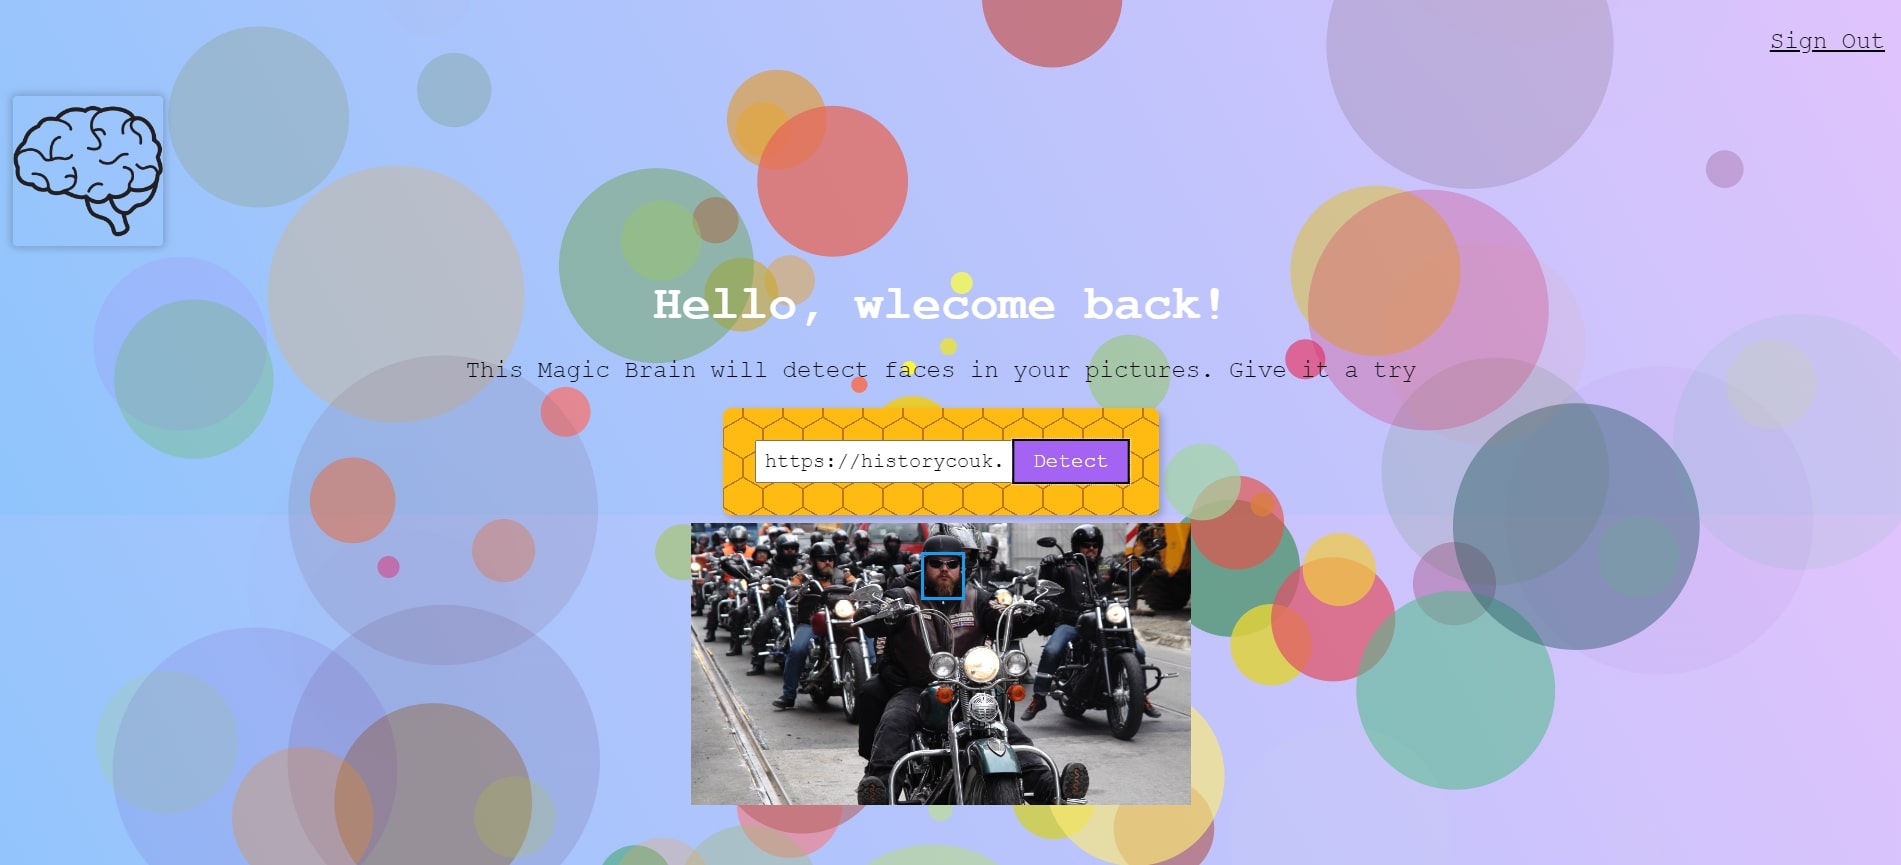 Sign Out
Hello, wlecome back!
This Magic Brain will detect faces in your pictures. Give it a try
https://historycouk. Detect